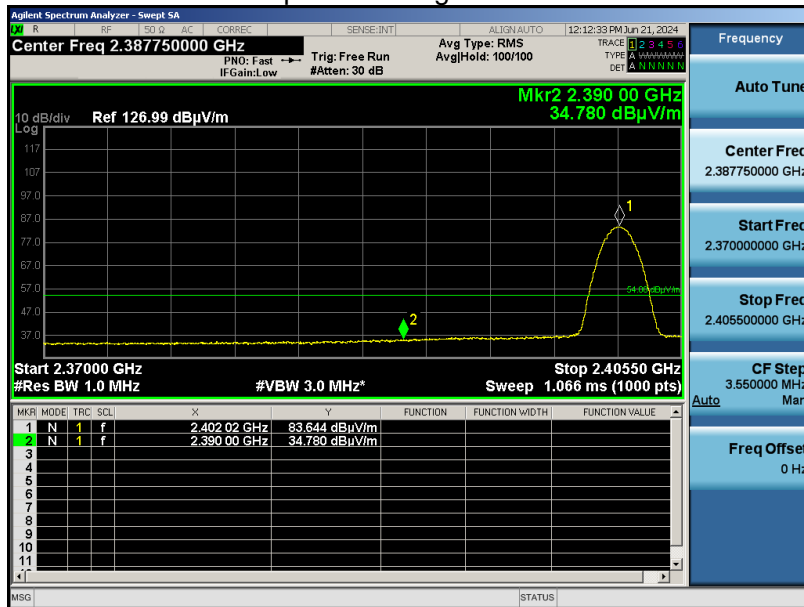 Agilent Spectrum Analyzer - Swept SA
LXI R RF 50 Ω AC CORREC SENSE:INT ALIGN AUTO 12:12:33 PM Jun 21, 2024
Center Freq 2.387750000 GHz
PNO: Fast
IFGain:Low
Trig: Free Run
#Atten: 30 dB
Avg Type: RMS
Avg|Hold: 100/100
TRACE 1 2 3 4 5 6
TYPE A WWWWW
DET A N N N N N
Mkr2 2.390 00 GHz
34.780 dBµV/m
10 dB/div Ref 126.99 dBµV/m
Log
117
107
97.0
87.0
77.0
67.0
57.0
47.0
37.0
1
2
54.00 dBµV/m
Start 2.37000 GHz Stop 2.40550 GHz
#Res BW 1.0 MHz #VBW 3.0 MHz* Sweep 1.066 ms (1000 pts)
MKR MODE TRC SCL X Y FUNCTION FUNCTION WIDTH FUNCTION VALUE
1 N 1 f 2.402 02 GHz 83.644 dBµV/m
2 N 1 f 2.390 00 GHz 34.780 dBµV/m
3
4
5
6
7
8
9
10
11
MSG STATUS
Frequency
Auto Tune
Center Freq
2.387750000 GHz
Start Freq
2.370000000 GHz
Stop Freq
2.405500000 GHz
CF Step
3.550000 MHz
Auto Man
Freq Offset
0 Hz